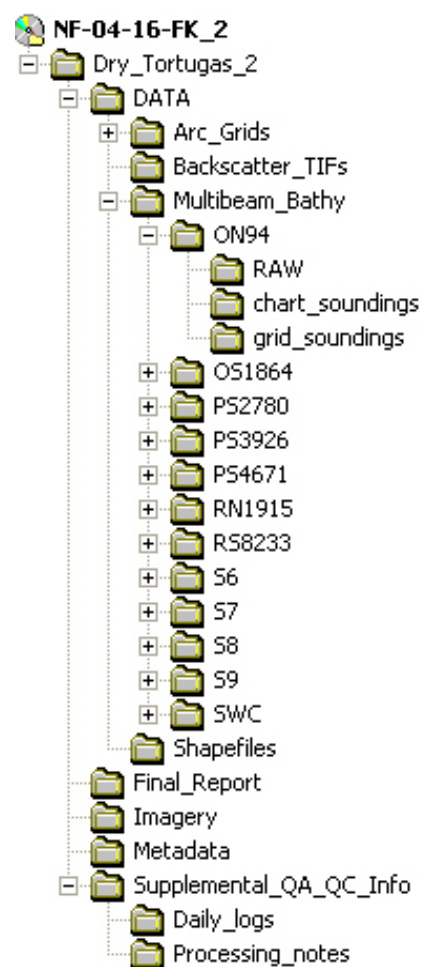 NF-04-16-FK_2
Dry_Tortugas_2
DATA
Arc_Grids
Backscatter_TIFs
Multibeam_Bathy
ON94
RAW
chart_soundings
grid_soundings
OS1864
PS2780
PS3926
PS4671
RN1915
RS8233
S6
S7
S8
S9
SWC
Shapefiles
Final_Report
Imagery
Metadata
Supplemental_QA_QC_Info
Daily_logs
Processing_notes